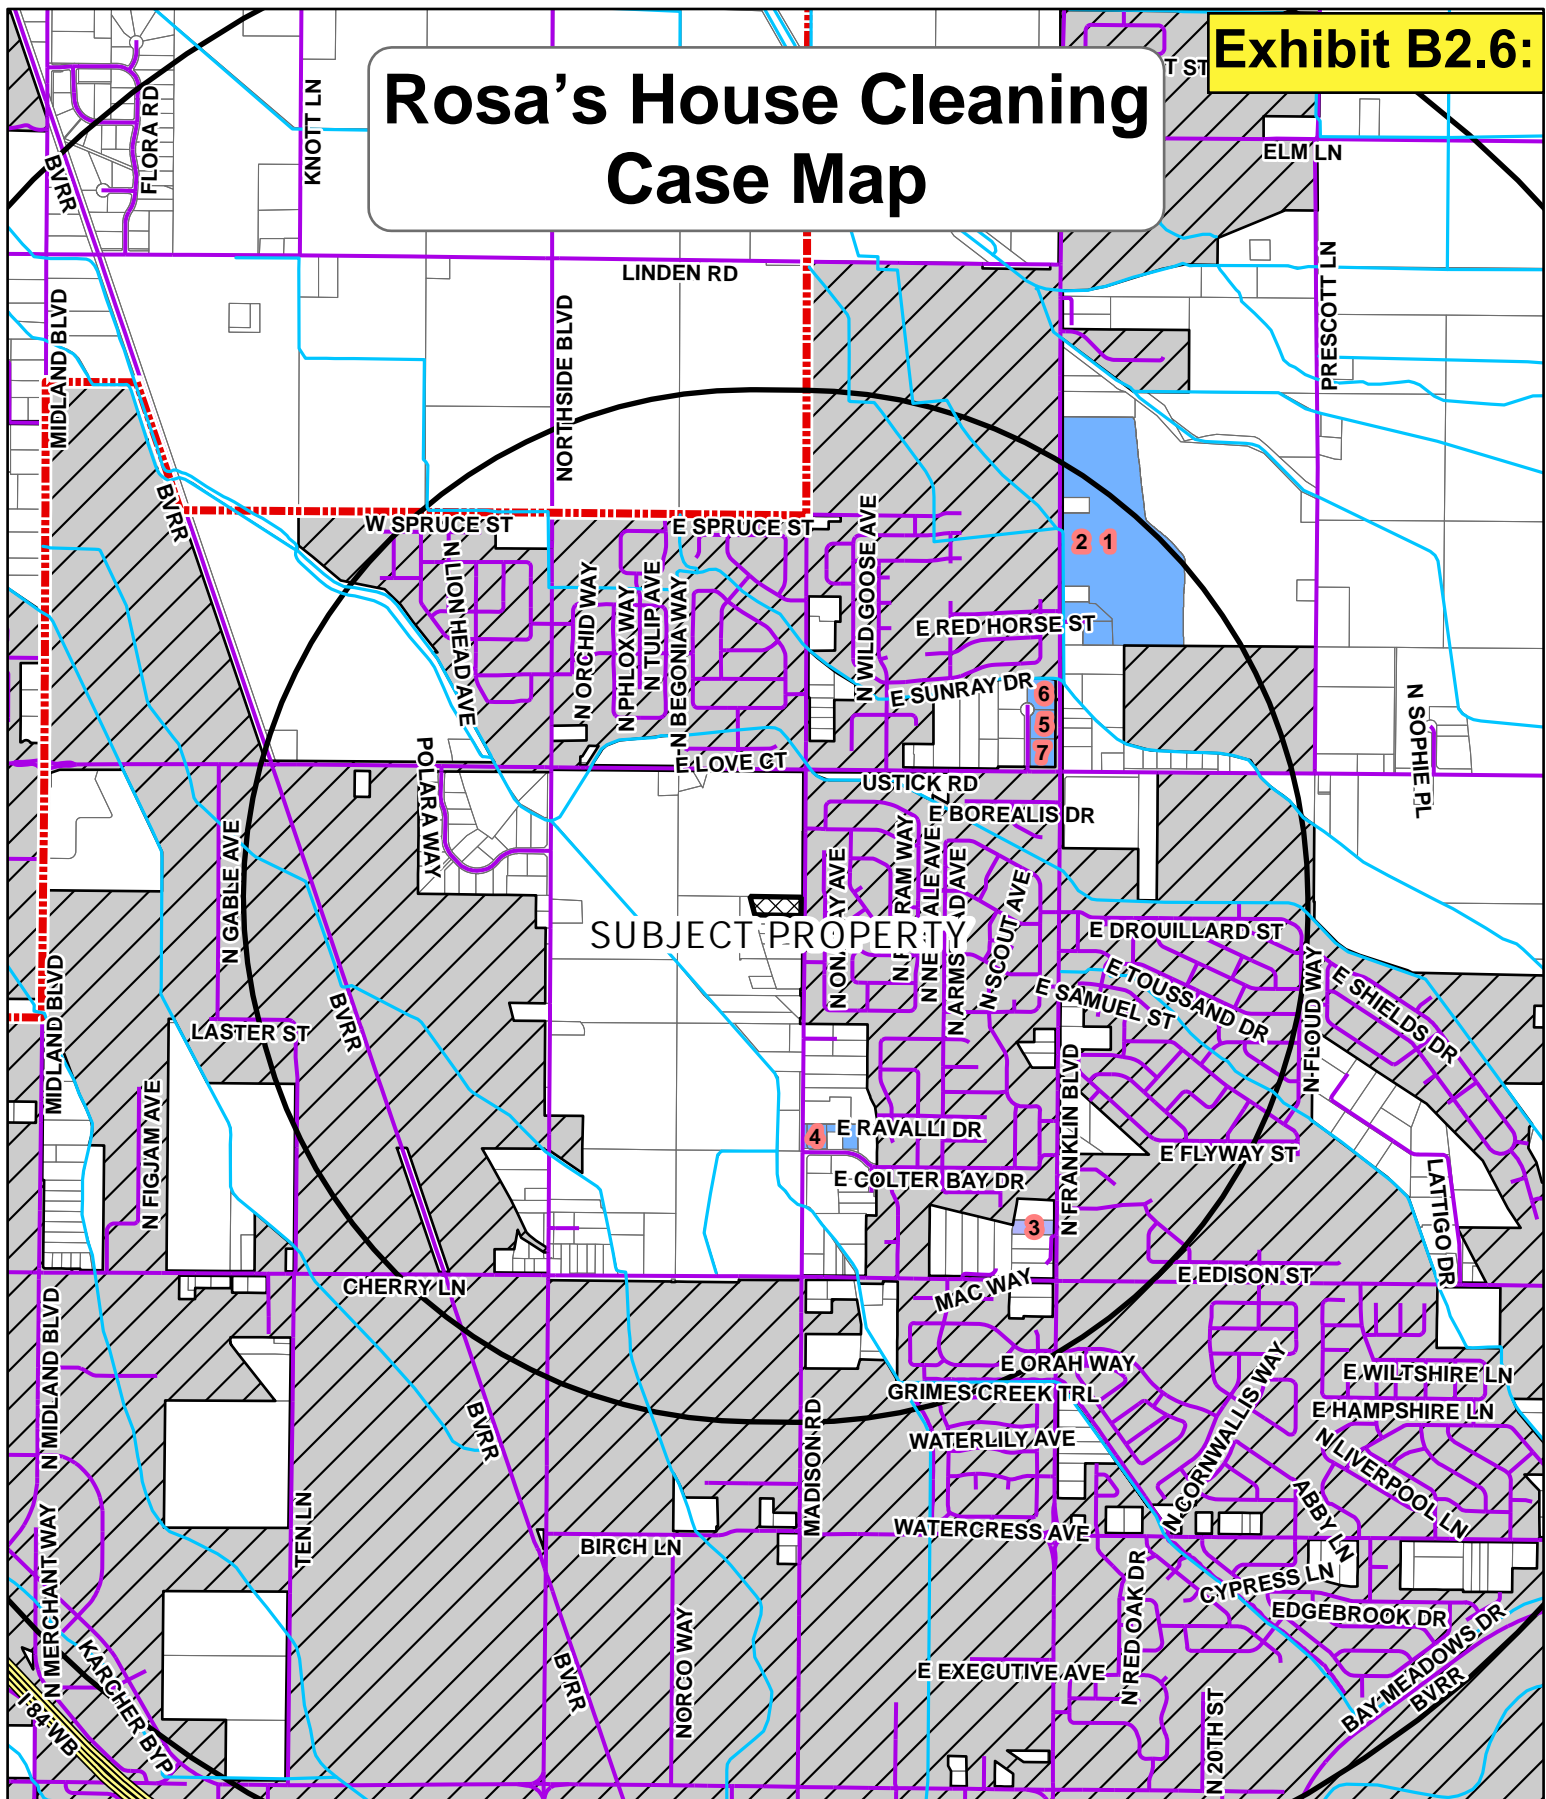 Exhibit B2.6:
Rosa's House Cleaning
Case Map
T ST
FLORA RD
KNOTT LN
BVRR
ELM LN
LINDEN RD
MIDLAND BLVD
NORTHSIDE BLVD
PRESCOTT LN
BVRR
W SPRUCE ST
E SPRUCE ST
N WILD GOOSE AVE
2 1
N LION HEAD AVE
N ORCHID WAY
N PHLOX WAY
N TULIP AVE
N BEGONIA WAY
E RED HORSE ST
E SUNRAY DR
6
5
7
N SOPHIE PL
POLARA WAY
E LOVE CT
USTICK RD
E BOREALIS DR
N GABLE AVE
N SCOUT AVE
SUBJECT PROPERTY
E DROUILLARD ST
E TOUSSAND DR
E SAMUEL ST
N FLOUD WAY
E SHIELDS DR
MIDLAND BLVD
BVRR
LASTER ST
N FIGJAM AVE
N FRANKLIN BLVD
4
E RAVALLI DR
E FLYWAY ST
E COLTER BAY DR
LATTIGO DR
3
CHERRY LN
MAC WAY
E EDISON ST
N MIDLAND BLVD
E ORAH WAY
GRIMES CREEK TRL
E WILTSHIRE LN
E HAMPSHIRE LN
BVRR
MADISON RD
WATERLILY AVE
N CORNWALLIS WAY
N LIVERPOOL LN
ABBY LN
TEN LN
WATERCRESS AVE
BIRCH LN
N MERCHANT WAY
CYPRESS LN
EDGEBROOK DR
N RED OAK DR
KARCHER BYP
NORCO WAY
BVRR
E EXECUTIVE AVE
BAY MEADOWS DR
BVRR
I 84 WB
N 20TH ST